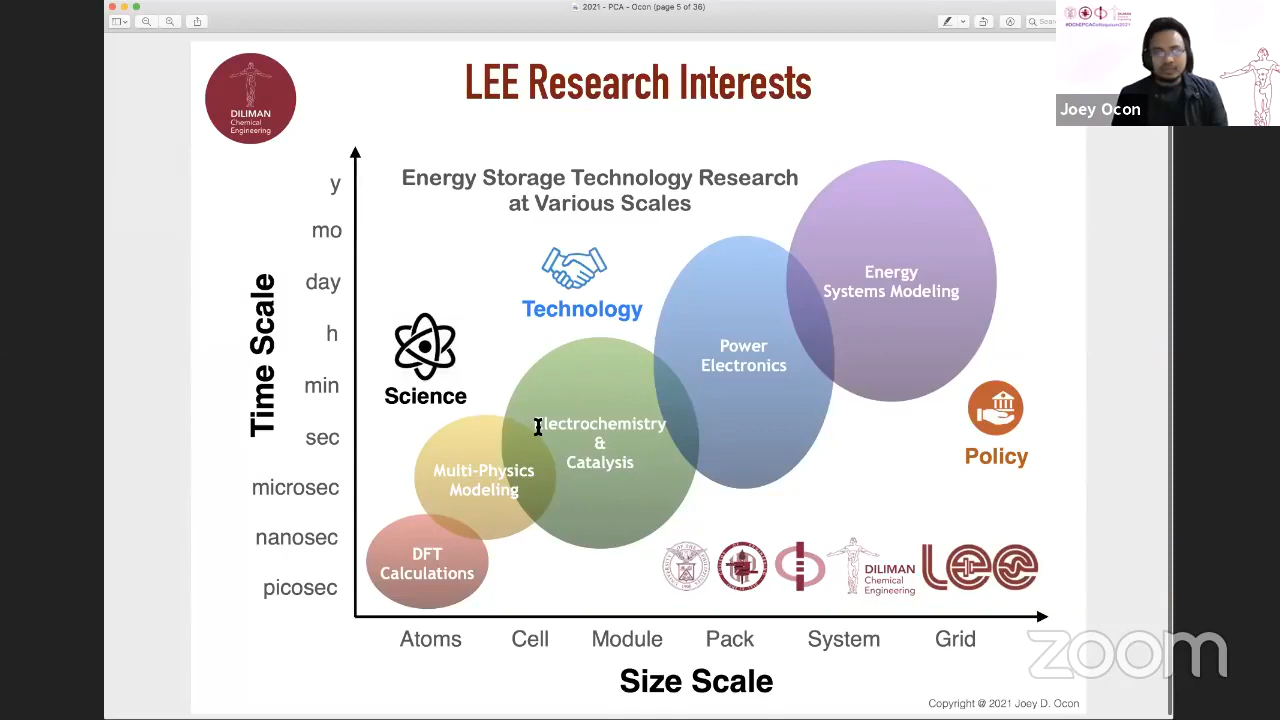 2021 - PCA - Ocon (page 5 of 36)
#DChEPCAColloquium2021
Joey Ocon
DILIMAN
Chemical
Engineering
LEE Research Interests
Energy Storage Technology Research
at Various Scales
Time Scale
y
mo
day
h
min
sec
microsec
nanosec
picosec
Science
Technology
Policy
DFT
Calculations
Multi-Physics
Modeling
Electrochemistry
&
Catalysis
Power
Electronics
Energy
Systems Modeling
DILIMAN
Chemical
Engineering
LEE
Atoms
Cell
Module
Pack
System
Grid
Size Scale
zoom
Copyright @ 2021 Joey D. Ocon